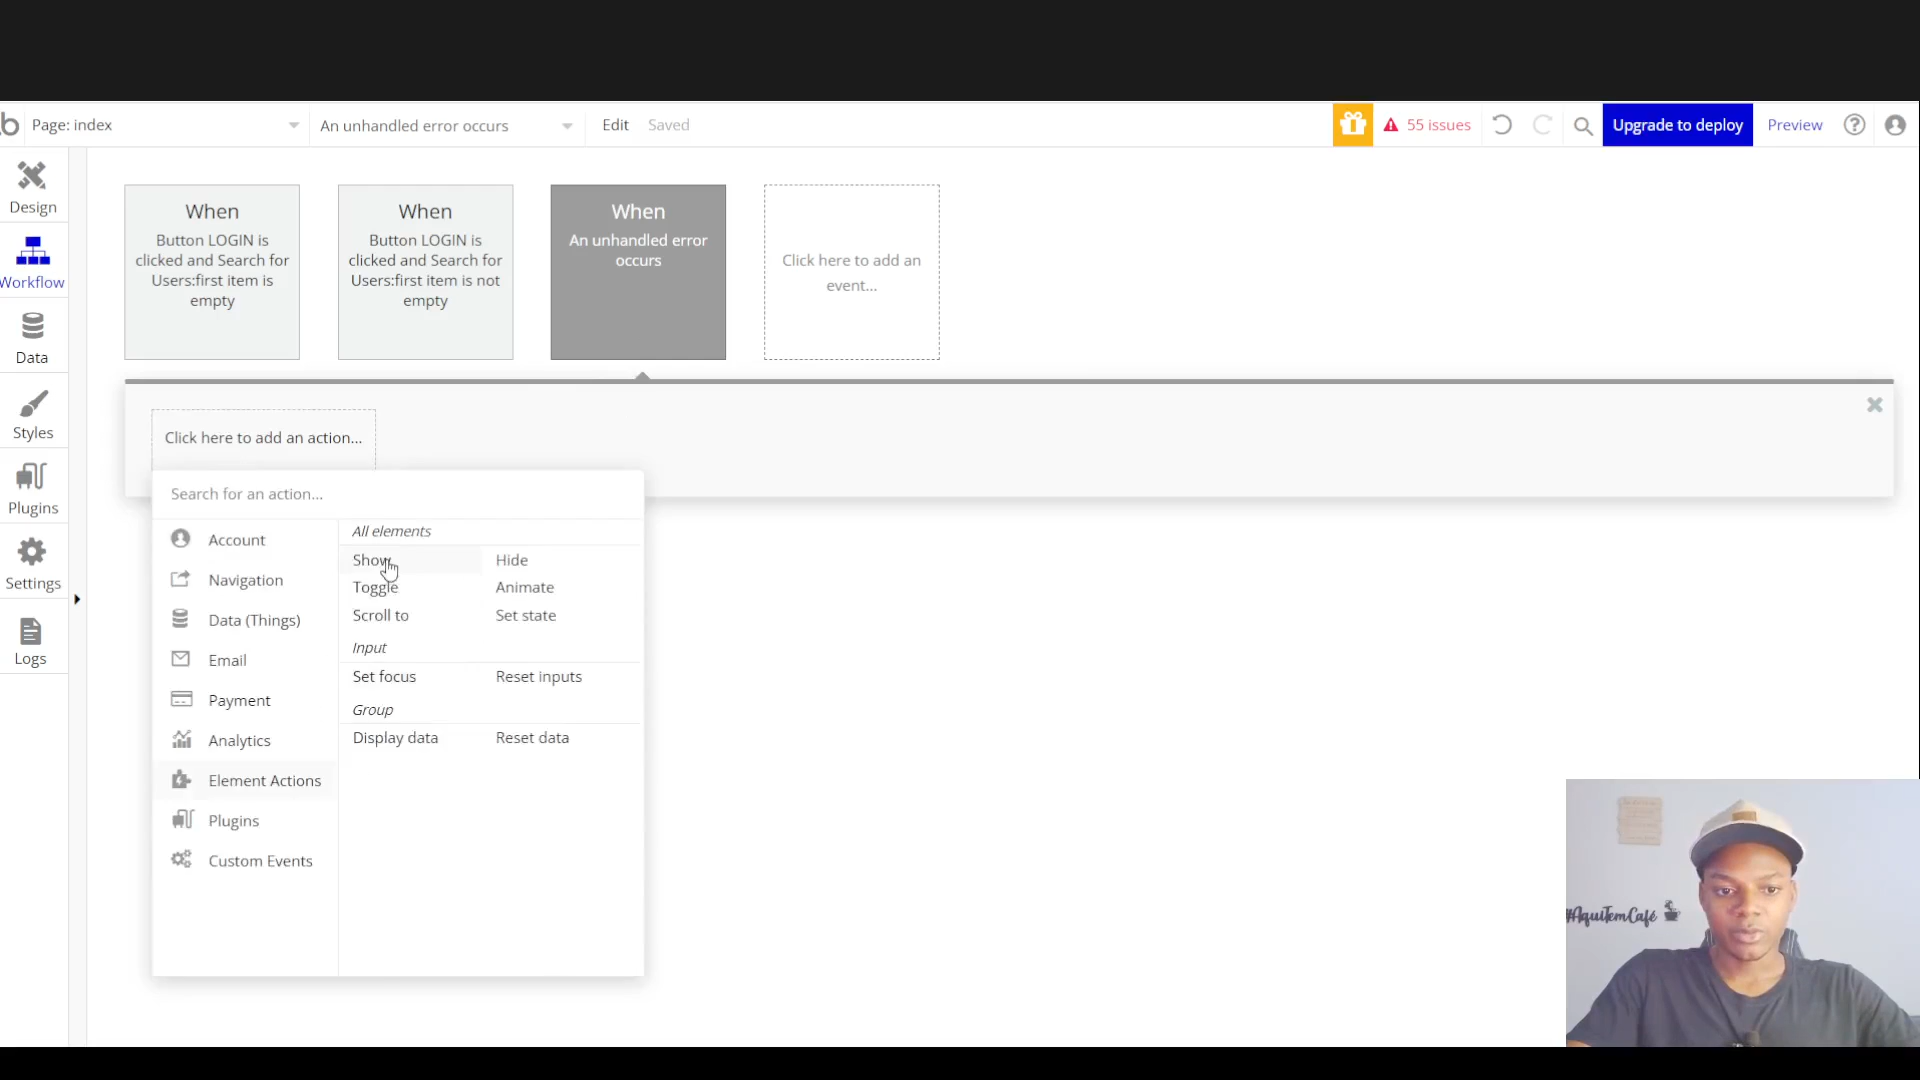 b Page: index An unhandled error occurs Edit Saved 55 issues Upgrade to deploy Preview
Design
Workflow
Data
Styles
Plugins
Settings
Logs
When
Button LOGIN is
clicked and Search for
Users:first item is
empty
When
Button LOGIN is
clicked and Search for
Users:first item is not
empty
When
An unhandled error
occurs
Click here to add an
event...
Click here to add an action...
Search for an action...
Account
Navigation
Data (Things)
Email
Payment
Analytics
Element Actions
Plugins
Custom Events
All elements
Show Hide
Toggle Animate
Scroll to Set state
Input
Set focus Reset inputs
Group
Display data Reset data
#AquiTemCafé